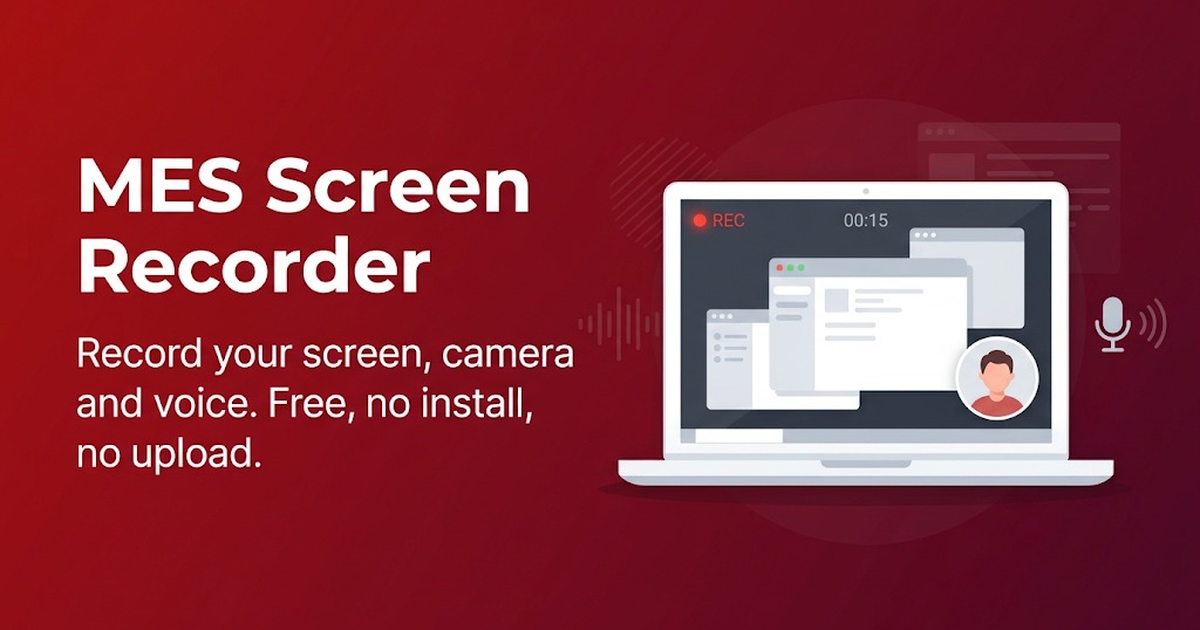 MES Screen
Recorder
Record your screen, camera
and voice. Free, no install,
no upload.
REC
00:15